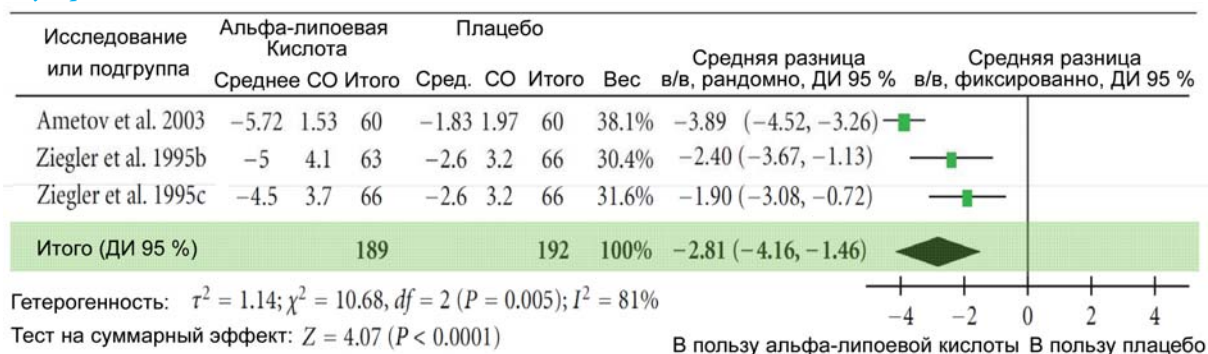 Исследование или подгруппа Альфа-липоевая Кислота Плацебо Средняя разница Средняя разница
Среднее СО Итого Сред. СО Итого Вес в/в, рандомно, ДИ 95 % в/в, фиксированно, ДИ 95 %
Ametov et al. 2003 −5.72 1.53 60 −1.83 1.97 60 38.1% −3.89 (−4.52, −3.26)
Ziegler et al. 1995b −5 4.1 63 −2.6 3.2 66 30.4% −2.40 (−3.67, −1.13)
Ziegler et al. 1995c −4.5 3.7 66 −2.6 3.2 66 31.6% −1.90 (−3.08, −0.72)
Итого (ДИ 95 %) 189 192 100% −2.81 (−4.16, −1.46)
Гетерогенность: τ² = 1.14; χ² = 10.68, df = 2 (P = 0.005); I² = 81%
Тест на суммарный эффект: Z = 4.07 (P < 0.0001)
−4 −2 0 2 4
В пользу альфа-липоевой кислоты В пользу плацебо